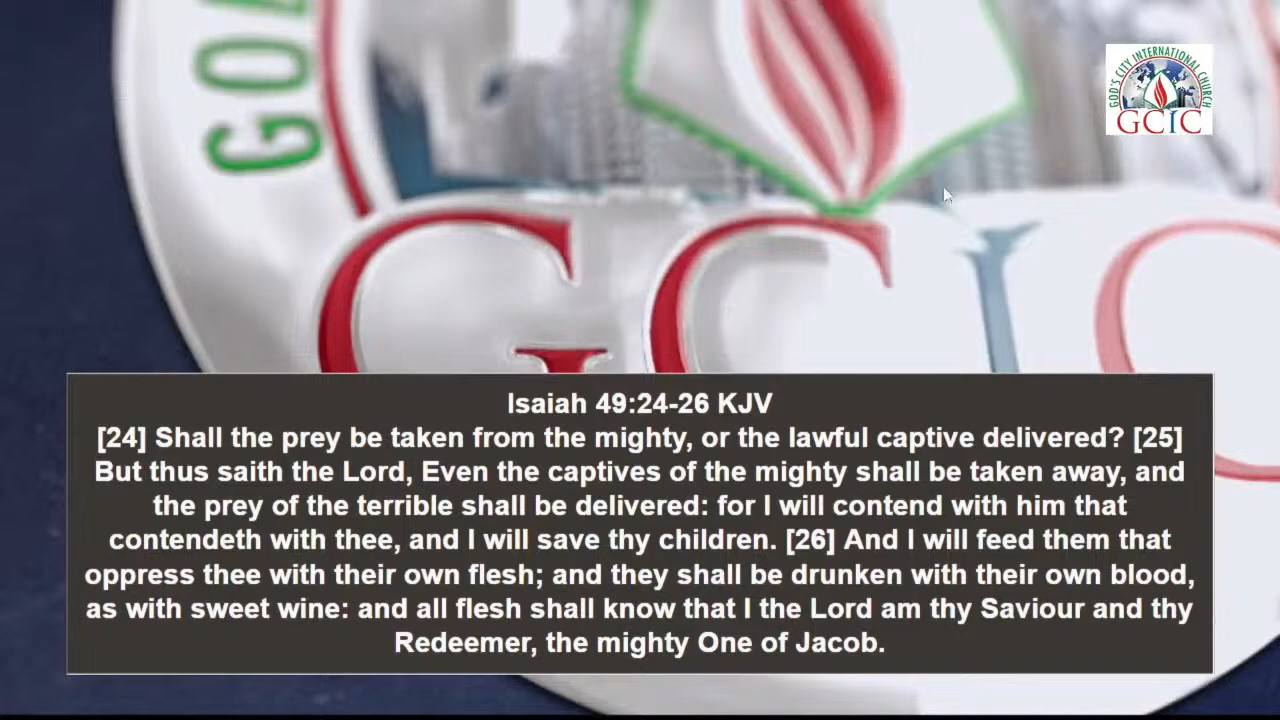 GOD'S CITY INTERNATIONAL CHURCH
GCIC
GCIC
Isaiah 49:24-26 KJV
[24] Shall the prey be taken from the mighty, or the lawful captive delivered? [25]
But thus saith the Lord, Even the captives of the mighty shall be taken away, and
the prey of the terrible shall be delivered: for I will contend with him that
contendeth with thee, and I will save thy children. [26] And I will feed them that
oppress thee with their own flesh; and they shall be drunken with their own blood,
as with sweet wine: and all flesh shall know that I the Lord am thy Saviour and thy
Redeemer, the mighty One of Jacob.